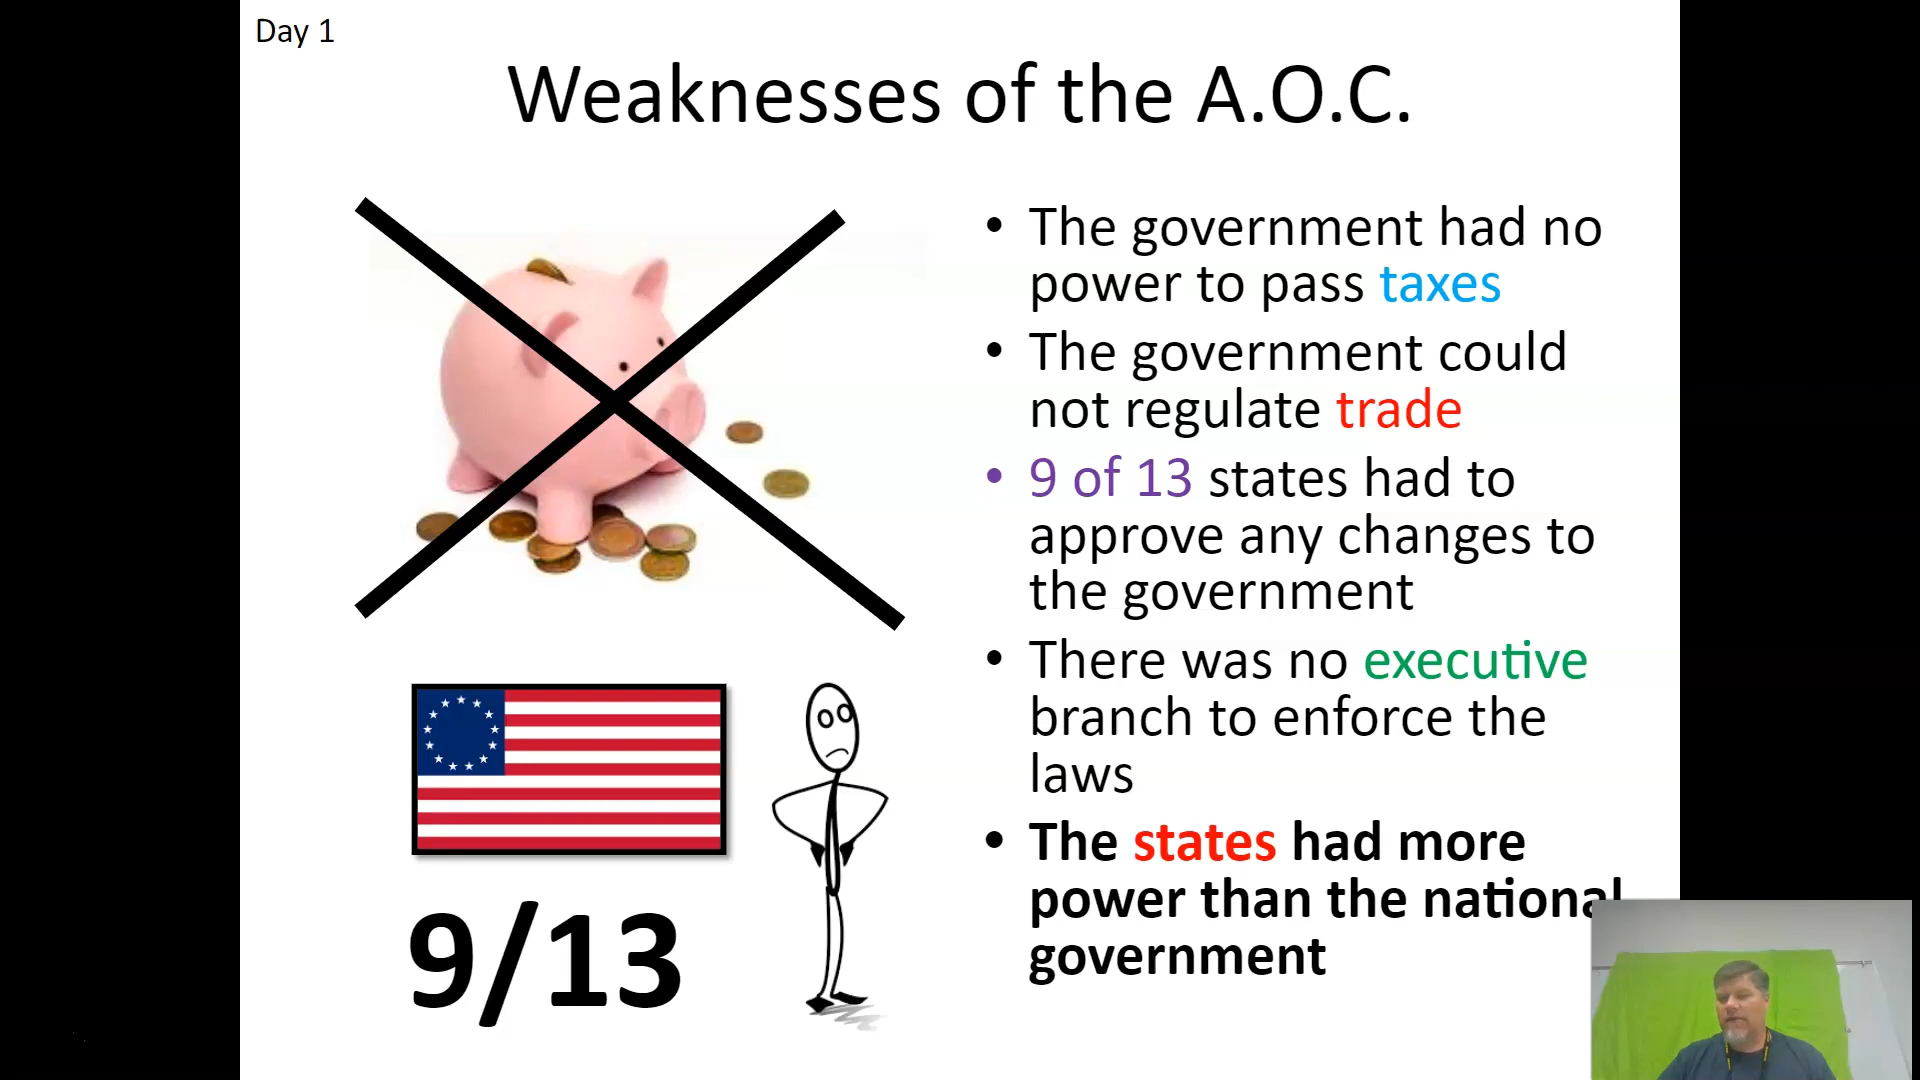 Day 1
Weaknesses of the A.O.C.
• The government had no
power to pass taxes
• The government could
not regulate trade
• 9 of 13 states had to
approve any changes to
the government
• There was no executive
branch to enforce the
laws
• The states had more
power than the national
government
9/13